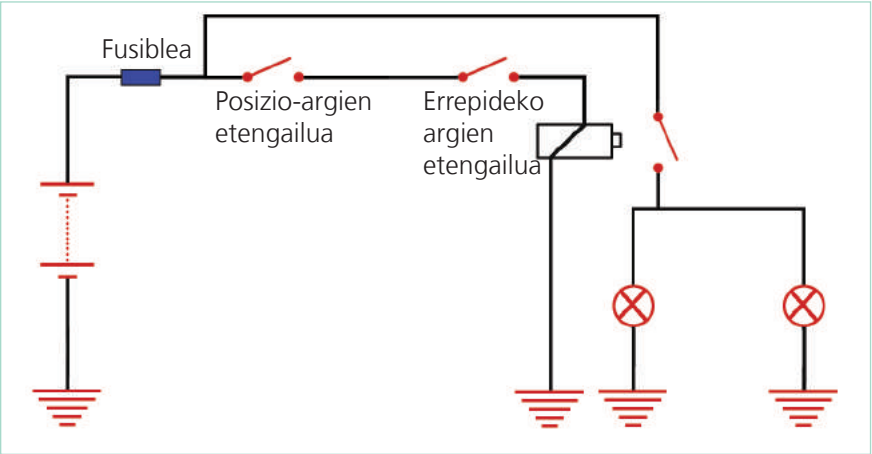 Fusiblea
Posizio-argien
etengailua
Errepideko
argien
etengailua